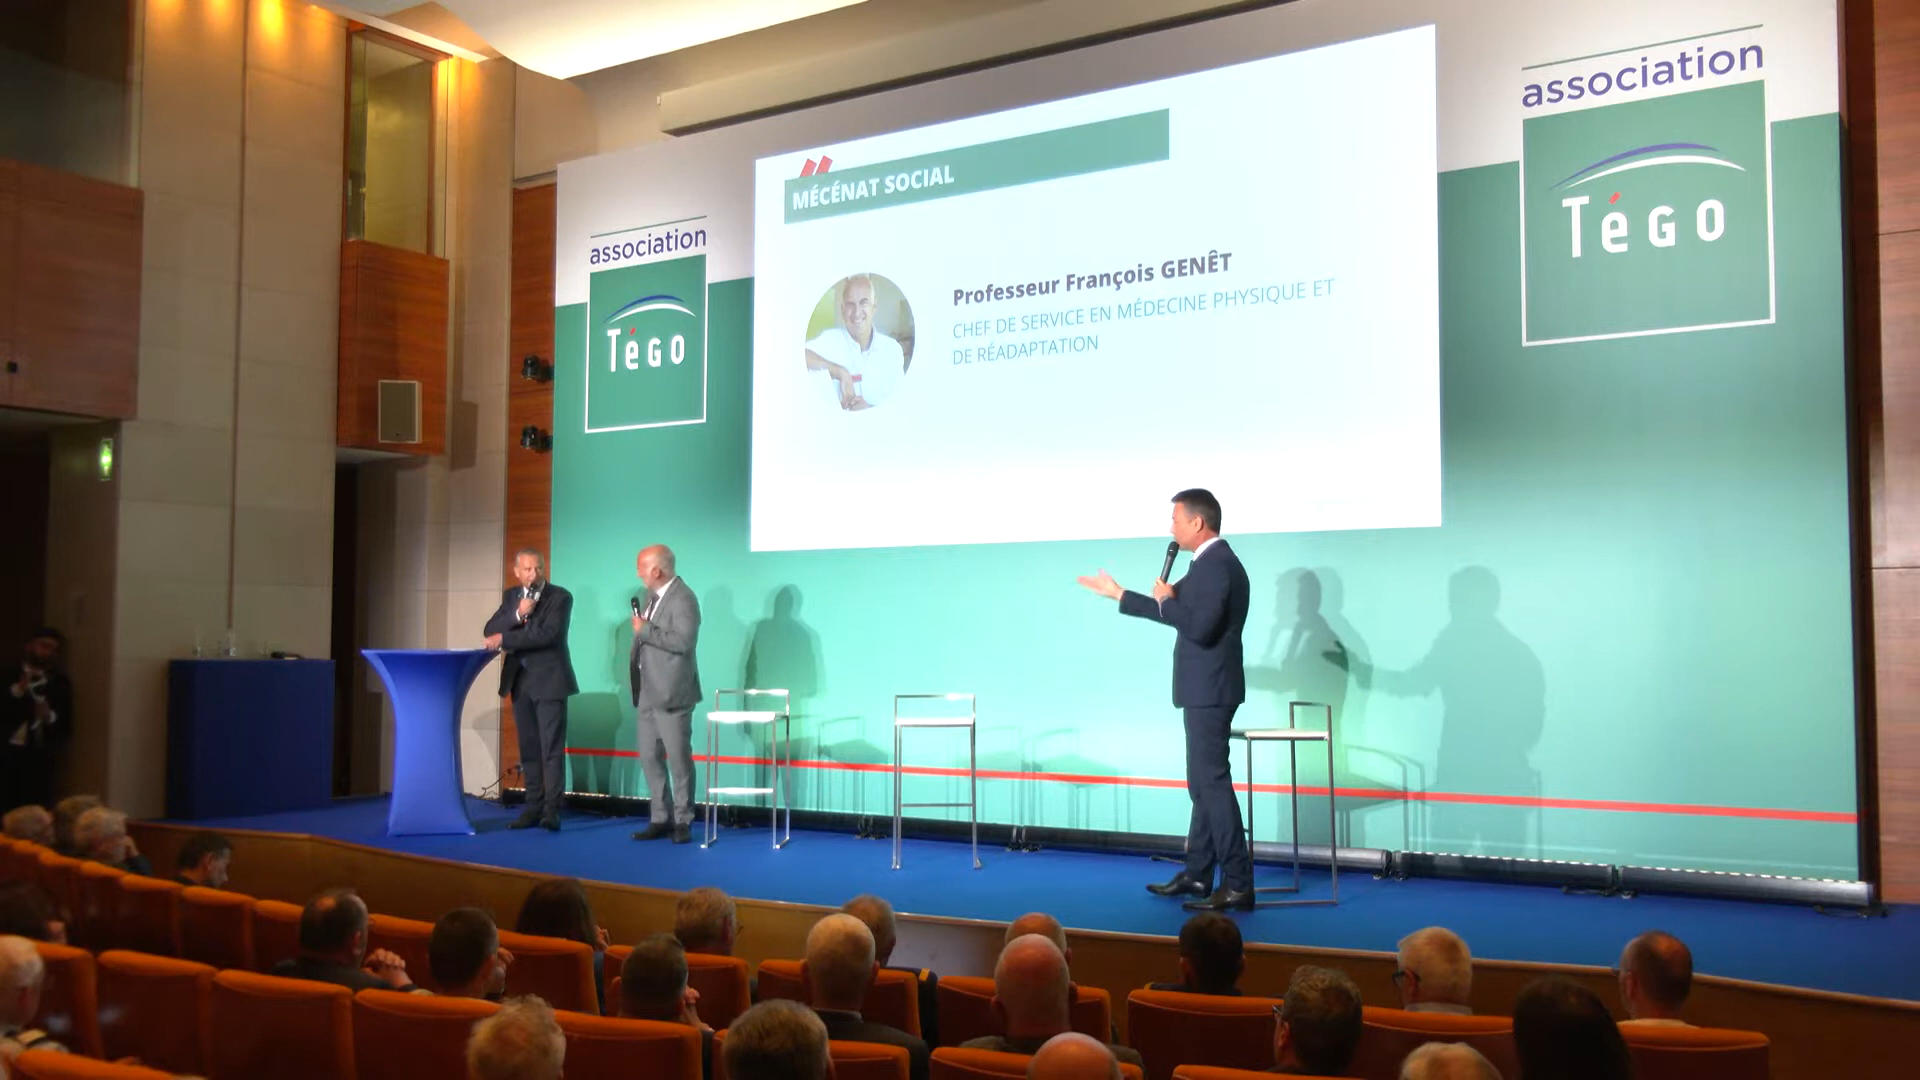 association
TéGO
MÉCÉNAT SOCIAL
Professeur François GENÊT
CHEF DE SERVICE EN MÉDECINE PHYSIQUE ET
DE RÉADAPTATION
association
TéGO